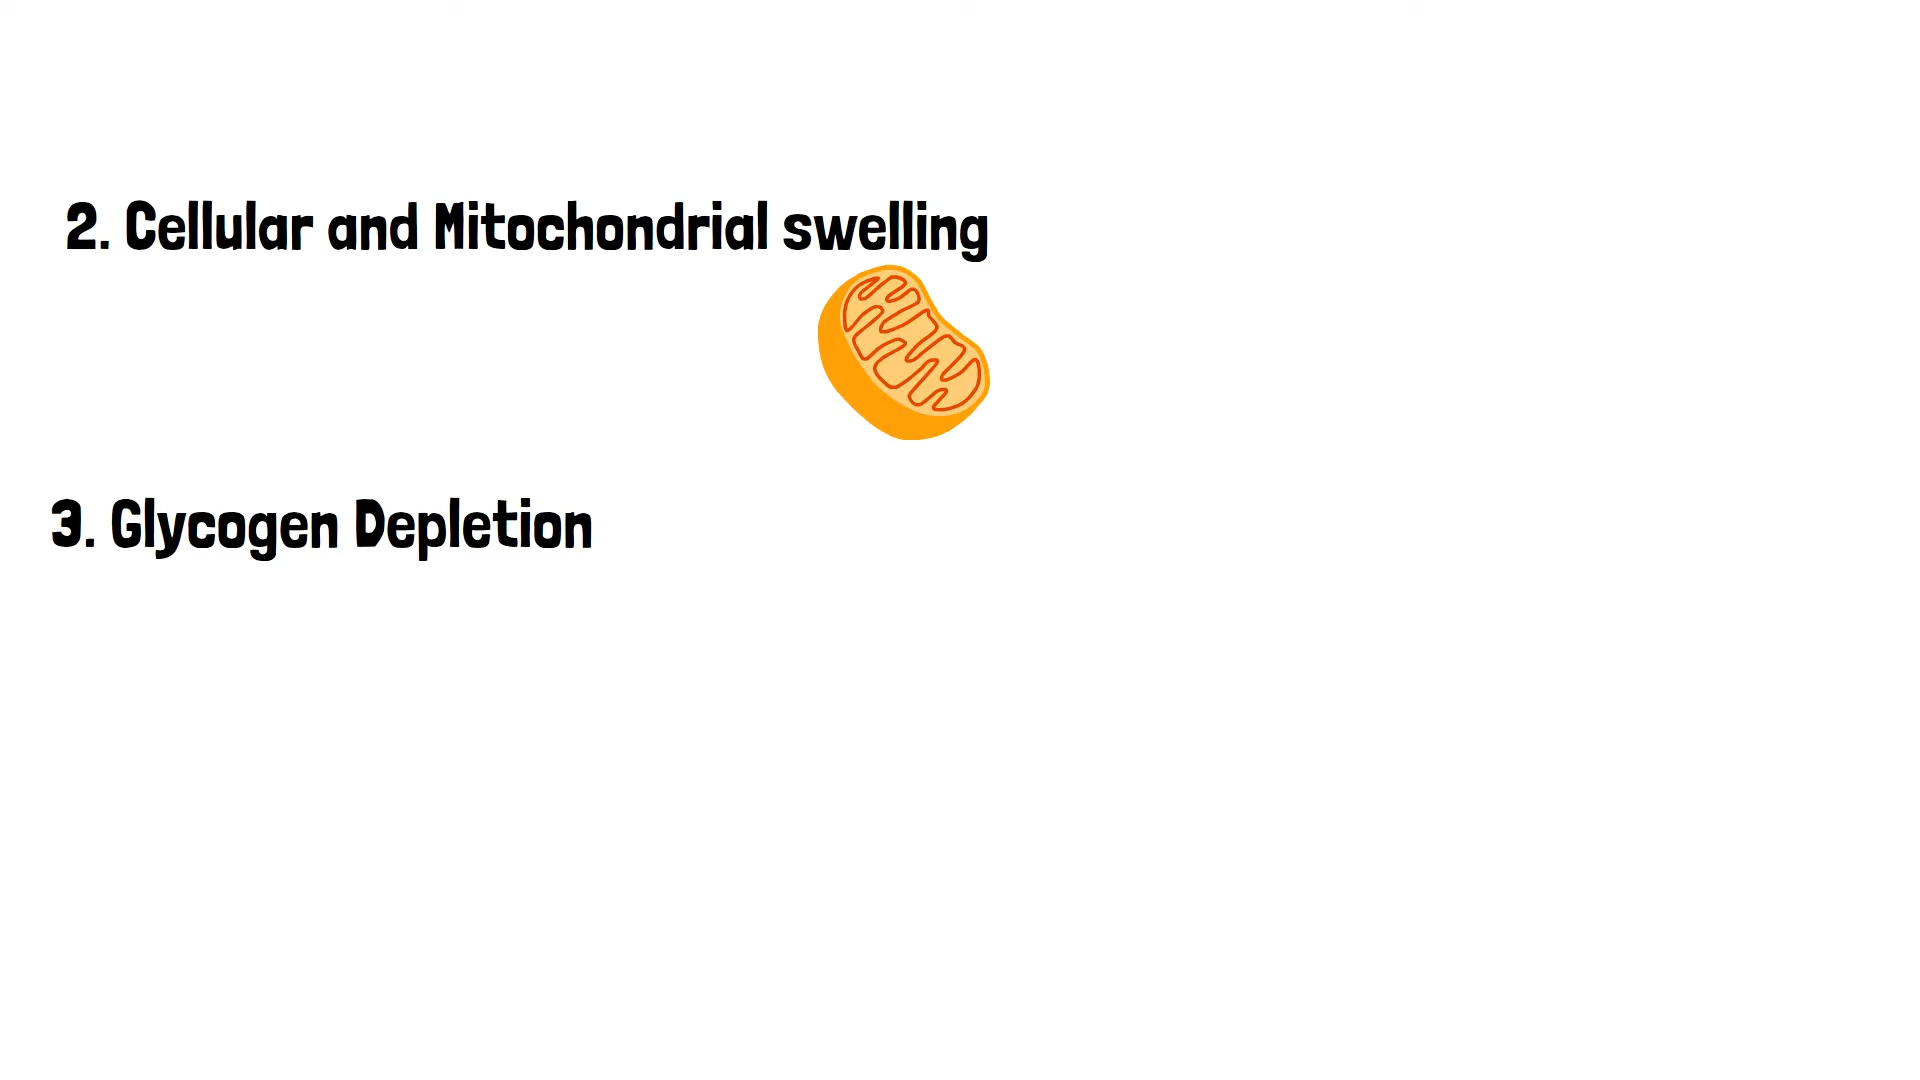 2. Cellular and Mitochondrial swelling
3. Glycogen Depletion